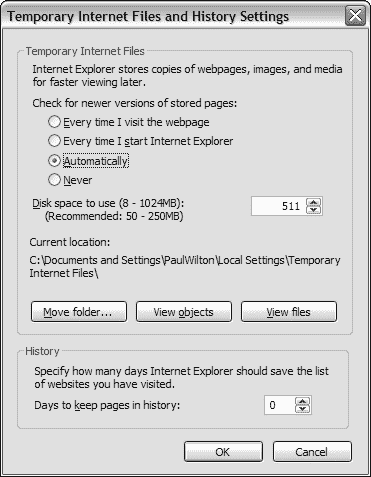 Temporary Internet Files and History Settings
Temporary Internet Files
Internet Explorer stores copies of webpages, images, and media
for faster viewing later.
Check for newer versions of stored pages:
Every time I visit the webpage
Every time I start Internet Explorer
Automatically
Never
Disk space to use (8 - 1024MB):
511
(Recommended: 50 - 250MB)
Current location:
C:\Documents and Settings\PaulWilton\Local Settings\Temporary
Internet Files\
Move folder... View objects View files
History
Specify how many days Internet Explorer should save the list
of websites you have visited.
Days to keep pages in history: 0
OK Cancel